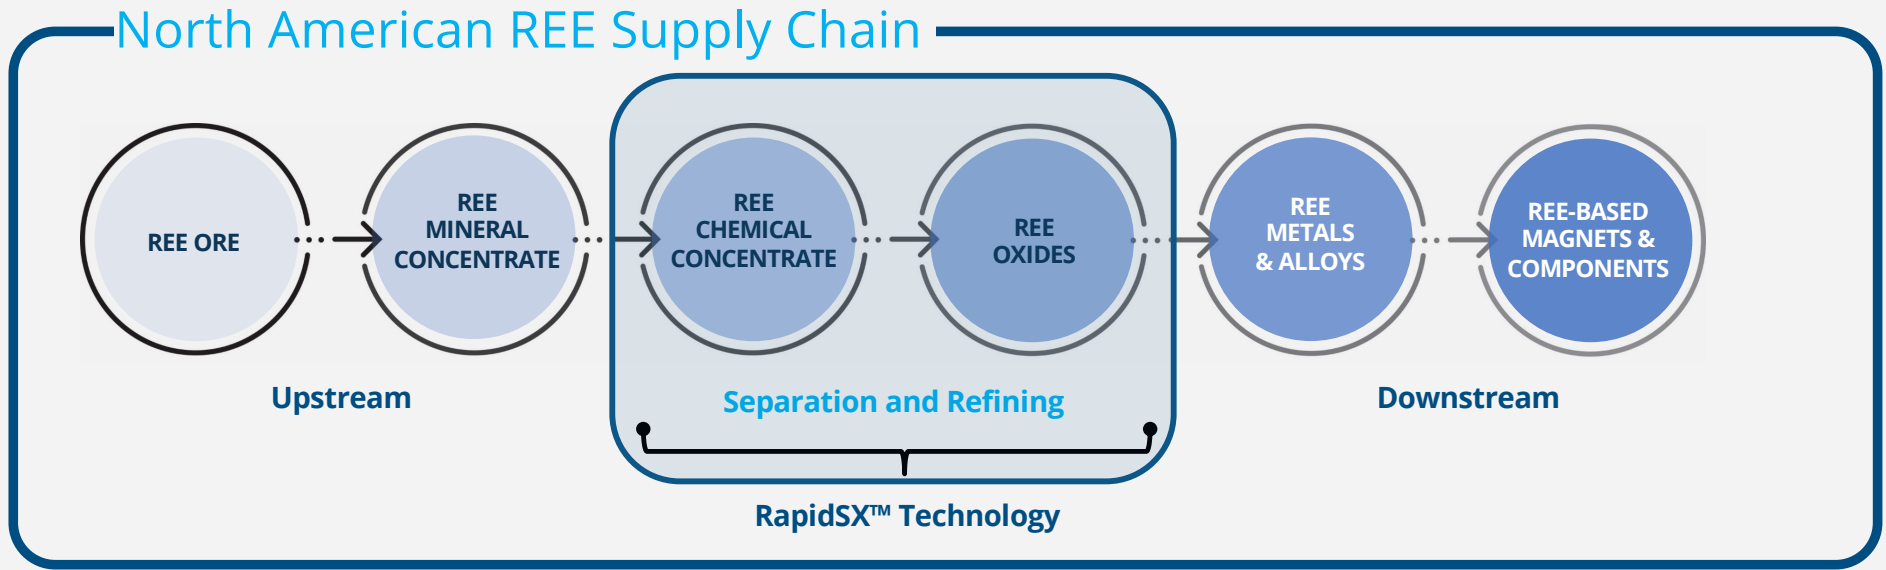 North American REE Supply Chain
REE ORE
REE
MINERAL
CONCENTRATE
REE
CHEMICAL
CONCENTRATE
REE
OXIDES
REE
METALS
& ALLOYS
REE-BASED
MAGNETS &
COMPONENTS
Upstream
Separation and Refining
Downstream
RapidSX™ Technology